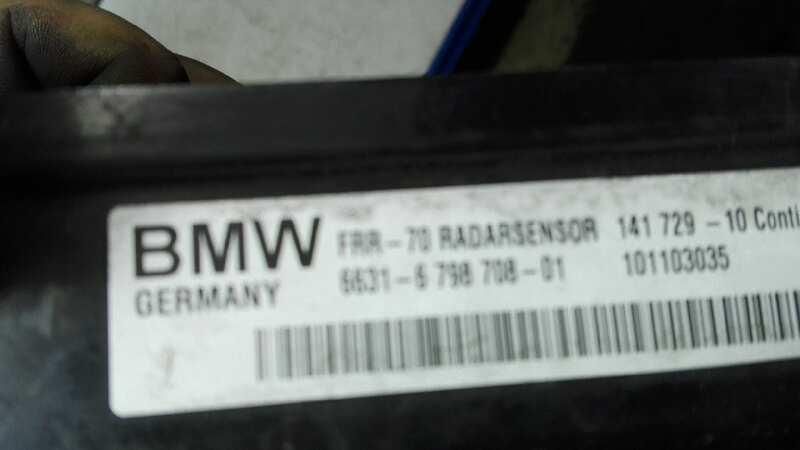 BMW FRR-70 RADARSENSOR 141 729-10 Conti
GERMANY 6631-6 798 708-01 101103035